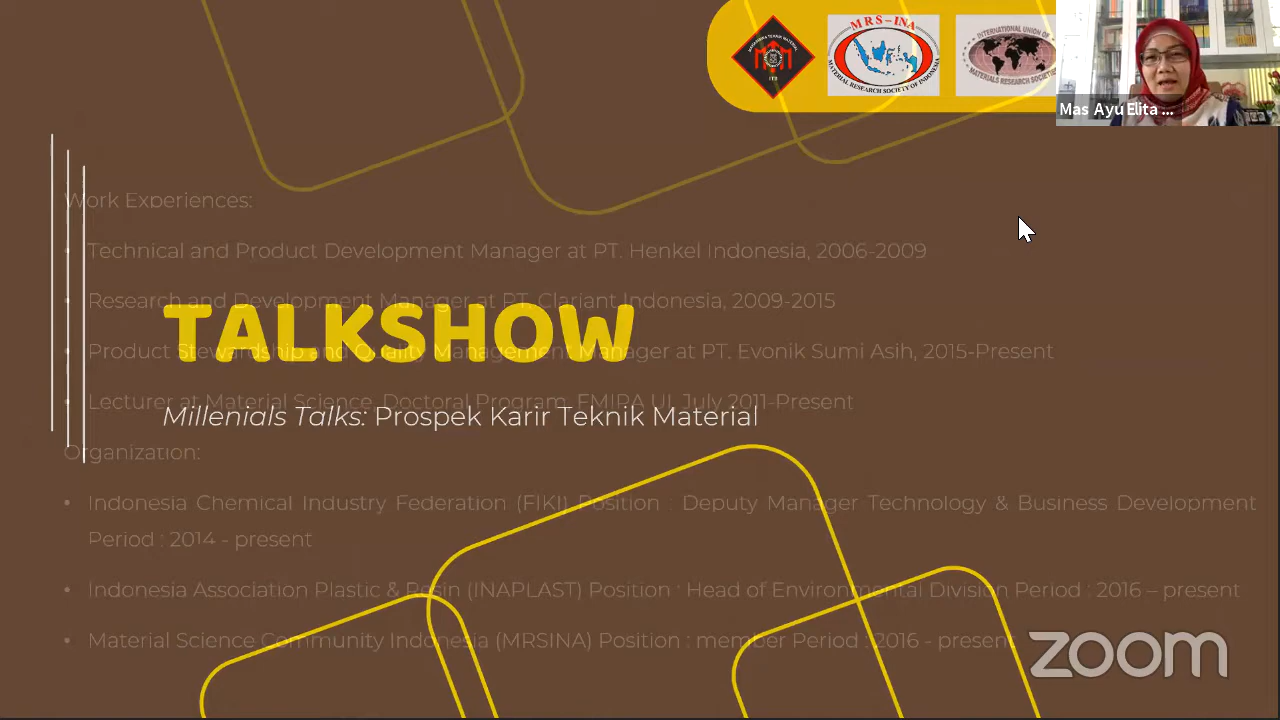 MRS-INA
MATERIAL RESEARCH SOCIETY OF INDONESIA
INTERNATIONAL UNION OF
MATERIALS RESEARCH SOCIETIES
ITB
Mas Ayu Elita ...
Work Experiences:
• Technical and Product Development Manager at PT. Henkel Indonesia, 2006-2009
• Research and Development Manager at PT. Clariant Indonesia, 2009-2015
TALKSHOW
• Product Stewardship and Quality Management Manager at PT. Evonik Sumi Asih, 2015-Present
• Lecturer at Material Science, Doctoral Program, FMIPA UI, July 2011-Present
Millenials Talks: Prospek Karir Teknik Material
Organization:
• Indonesia Chemical Industry Federation (FIKI) Position : Deputy Manager Technology & Business Development
Period : 2014 - present
• Indonesia Association Plastic & Resin (INAPLAST) Position : Head of Environmental Division Period : 2016 – present
• Material Science Community Indonesia (MRSINA) Position : member Period : 2016 - present
zoom